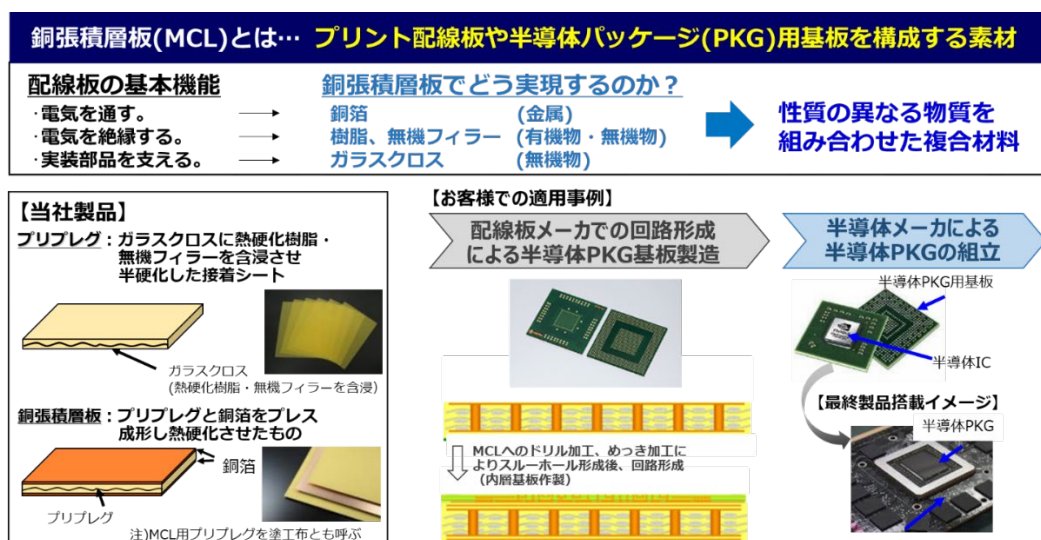 銅張積層板(MCL)とは… プリント配線板や半導体パッケージ(PKG)用基板を構成する素材
配線板の基本機能
・電気を通す。
・電気を絶縁する。
・実装部品を支える。
銅張積層板でどう実現するのか？
銅箔 (金属)
樹脂、無機フィラー (有機物・無機物)
ガラスクロス (無機物)
性質の異なる物質を
組み合わせた複合材料
【当社製品】
プリプレグ：ガラスクロスに熱硬化樹脂・
無機フィラーを含浸させ
半硬化した接着シート
ガラスクロス
(熱硬化樹脂・無機フィラーを含浸)
銅張積層板：プリプレグと銅箔をプレス
成形し熱硬化させたもの
銅箔
プリプレグ
注)MCL用プリプレグを塗工布とも呼ぶ
【お客様での適用事例】
配線板メーカでの回路形成
による半導体PKG基板製造
MCLへのドリル加工、めっき加工に
よりスルーホール形成後、回路形成
（内層基板作製）
半導体メーカによる
半導体PKGの組立
半導体PKG用基板
半導体IC
【最終製品搭載イメージ】
半導体PKG